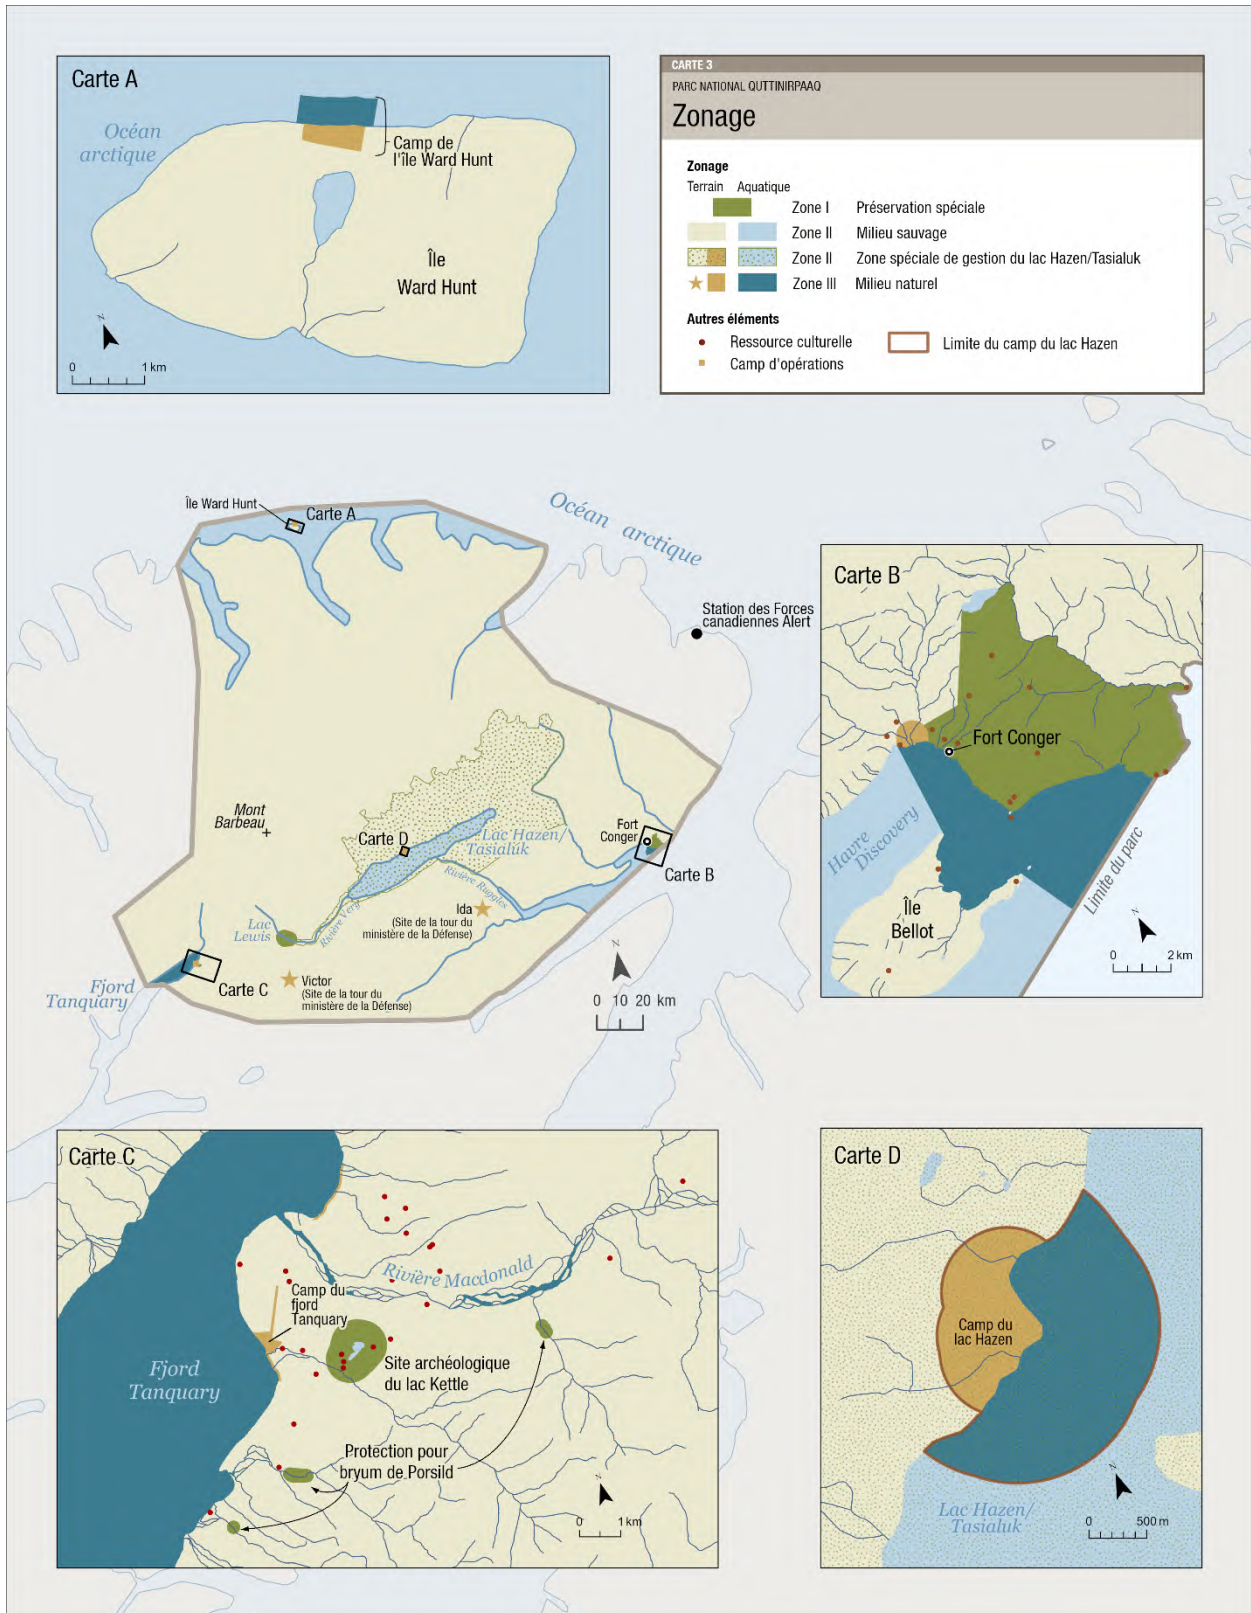 Carte A
Océan
arctique
Camp de
l'île Ward Hunt
Île
Ward Hunt
N
0 1 km
CARTE 3
PARC NATIONAL QUTTINIRPAAQ
Zonage
Zonage
Terrain Aquatique
Zone I Préservation spéciale
Zone II Milieu sauvage
Zone II Zone spéciale de gestion du lac Hazen/Tasialuk
Zone III Milieu naturel
Autres éléments
Ressource culturelle
Limite du camp du lac Hazen
Camp d'opérations
Île Ward Hunt
Carte A
Océan arctique
Station des Forces
canadiennes Alert
Mont
Barbeau
Carte D
Lac Hazen/
Tasialuk
Fort
Conger
Carte B
Rivière Ruggles
Rivière Very
Lac
Lewis
Ida
(Site de la tour du
ministère de la Défense)
Victor
(Site de la tour du
ministère de la Défense)
Carte C
Fjord
Tanquary
N
0 10 20 km
Carte B
Fort Conger
Havre
Discovery
Île
Bellot
Limite du parc
N
0 2 km
Carte C
Rivière Macdonald
Camp du
fjord
Tanquary
Fjord
Tanquary
Site archéologique
du lac Kettle
Protection pour
bryum de Porsild
N
0 1 km
Carte D
Camp du
lac Hazen
Lac Hazen/
Tasialuk
N
0 500 m